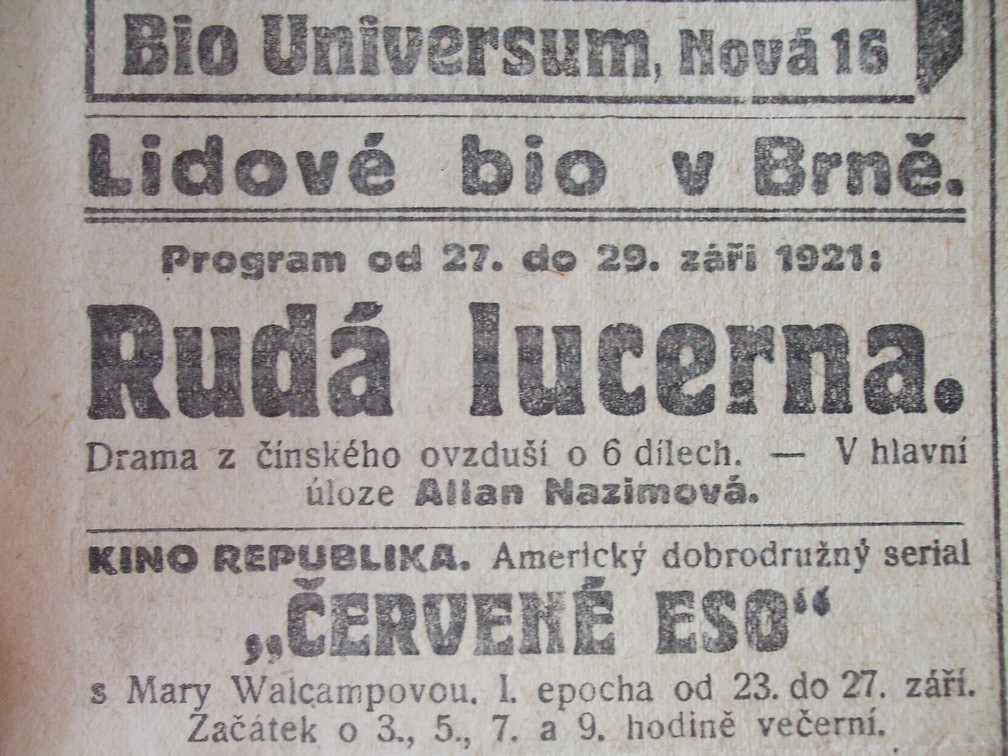 Bio Universum, Nová 16
Lidové bio v Brně.
Program od 27. do 29. září 1921:
Rudá lucerna.
Drama z čínského ovzduší o 6 dílech. — V hlavní
úloze Allan Nazimová.
KINO REPUBLIKA. Americký dobrodružný serial
„ČERVENÉ ESO“
s Mary Walcampovou. I. epocha od 23. do 27. září.
Začátek o 3., 5., 7. a 9. hodině večerní.